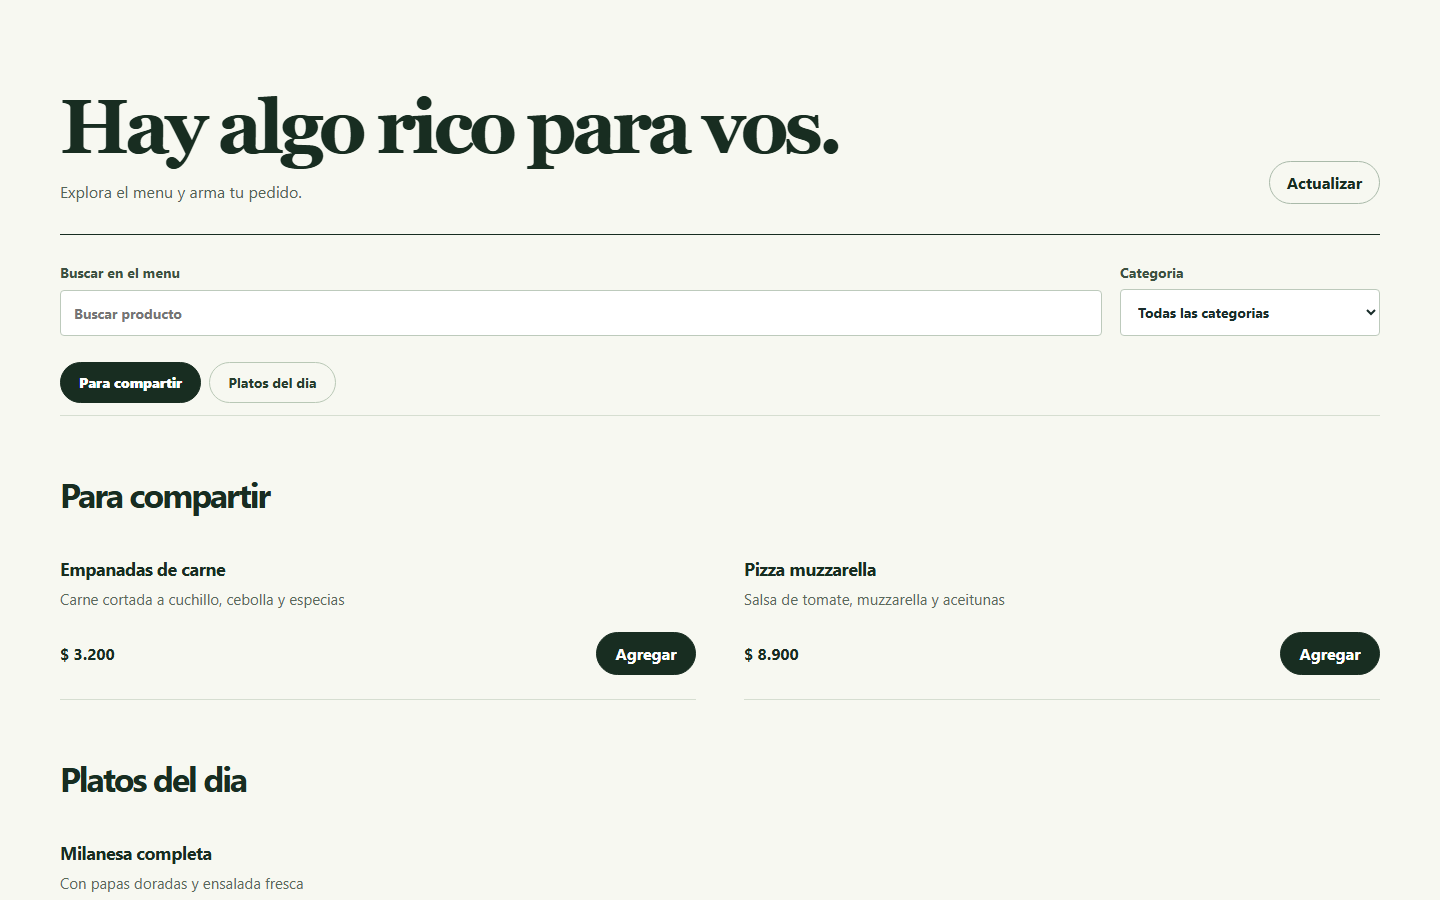 Hay algo rico para vos.
Explora el menu y arma tu pedido.
Actualizar
Buscar en el menu
Categoria
Buscar producto
Todas las categorias
Para compartir
Platos del dia
Para compartir
Empanadas de carne
Carne cortada a cuchillo, cebolla y especias
$ 3.200
Agregar
Pizza muzzarella
Salsa de tomate, muzzarella y aceitunas
$ 8.900
Agregar
Platos del dia
Milanesa completa
Con papas doradas y ensalada fresca